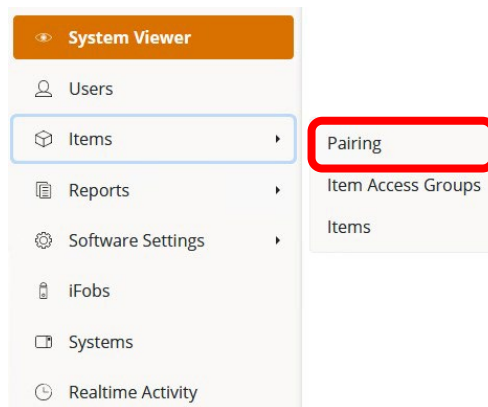 System Viewer
Users
Items
Reports
Software Settings
iFobs
Systems
Realtime Activity
Pairing
Item Access Groups
Items